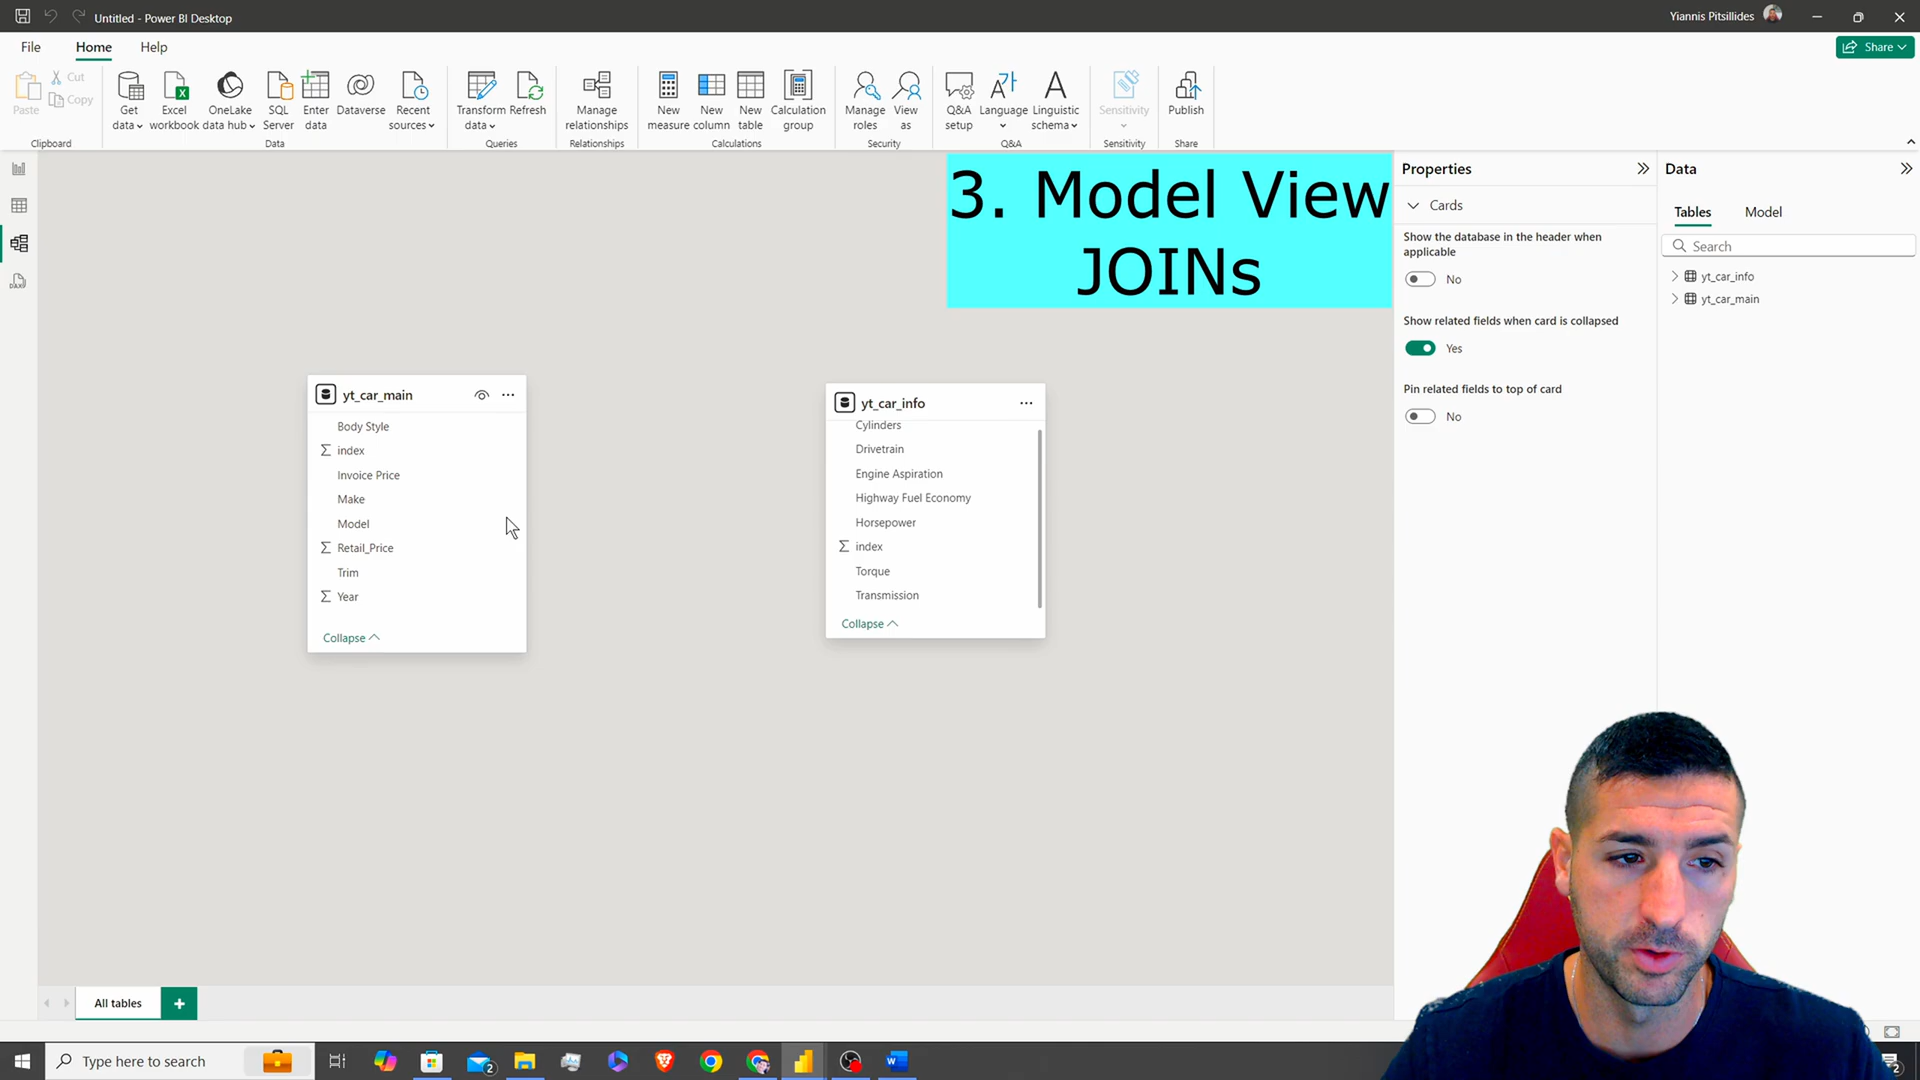 Untitled - Power BI Desktop
Yiannis Pitsillides
File
Home
Help
Share
Paste
Cut
Copy
Get data
Excel workbook
OneLake data hub
SQL Server
Enter data
Dataverse
Recent sources
Transform data
Refresh
Manage relationships
New measure
New column
New table
Calculation group
Manage roles
View as
Q&A setup
Language
Linguistic schema
Sensitivity
Publish
Clipboard
Data
Queries
Relationships
Calculations
Security
Q&A
Sensitivity
Share
3. Model View
JOINs
Properties
Cards
Show the database in the header when
applicable
No
Show related fields when card is collapsed
Yes
Pin related fields to top of card
No
Data
Tables
Model
Search
yt_car_info
yt_car_main
yt_car_main
Body Style
index
Invoice Price
Make
Model
Retail_Price
Trim
Year
Collapse
yt_car_info
Cylinders
Drivetrain
Engine Aspiration
Highway Fuel Economy
Horsepower
index
Torque
Transmission
Collapse
All tables
Type here to search
2
2